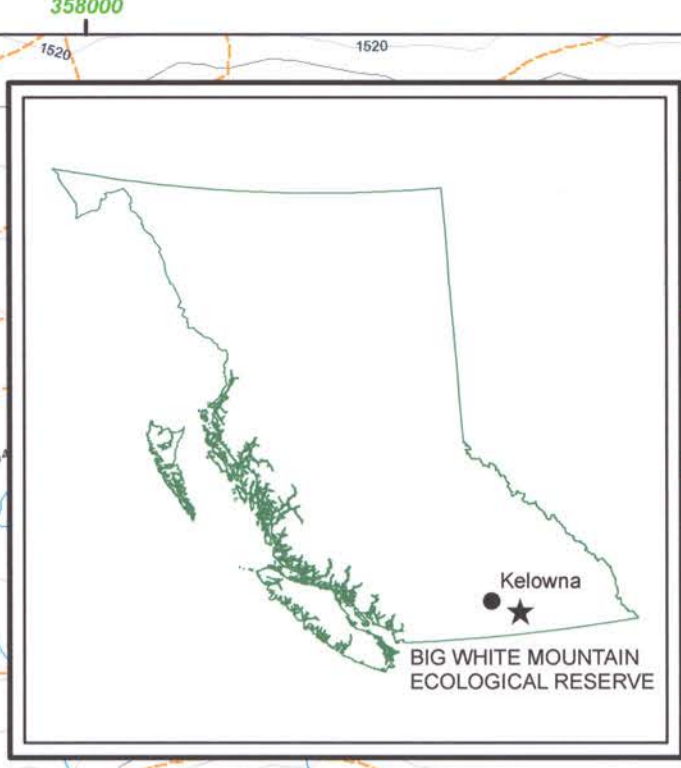 358000
1520
1520
Kelowna
BIG WHITE MOUNTAIN
ECOLOGICAL RESERVE